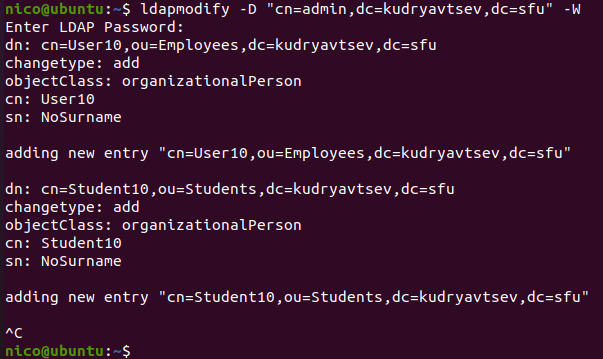 nico@ubuntu:~$ ldapmodify -D "cn=admin,dc=kudryavtsev,dc=sfu" -W
Enter LDAP Password:
dn: cn=User10,ou=Employees,dc=kudryavtsev,dc=sfu
changetype: add
objectClass: organizationalPerson
cn: User10
sn: NoSurname

adding new entry "cn=User10,ou=Employees,dc=kudryavtsev,dc=sfu"

dn: cn=Student10,ou=Students,dc=kudryavtsev,dc=sfu
changetype: add
objectClass: organizationalPerson
cn: Student10
sn: NoSurname

adding new entry "cn=Student10,ou=Students,dc=kudryavtsev,dc=sfu"

^C
nico@ubuntu:~$